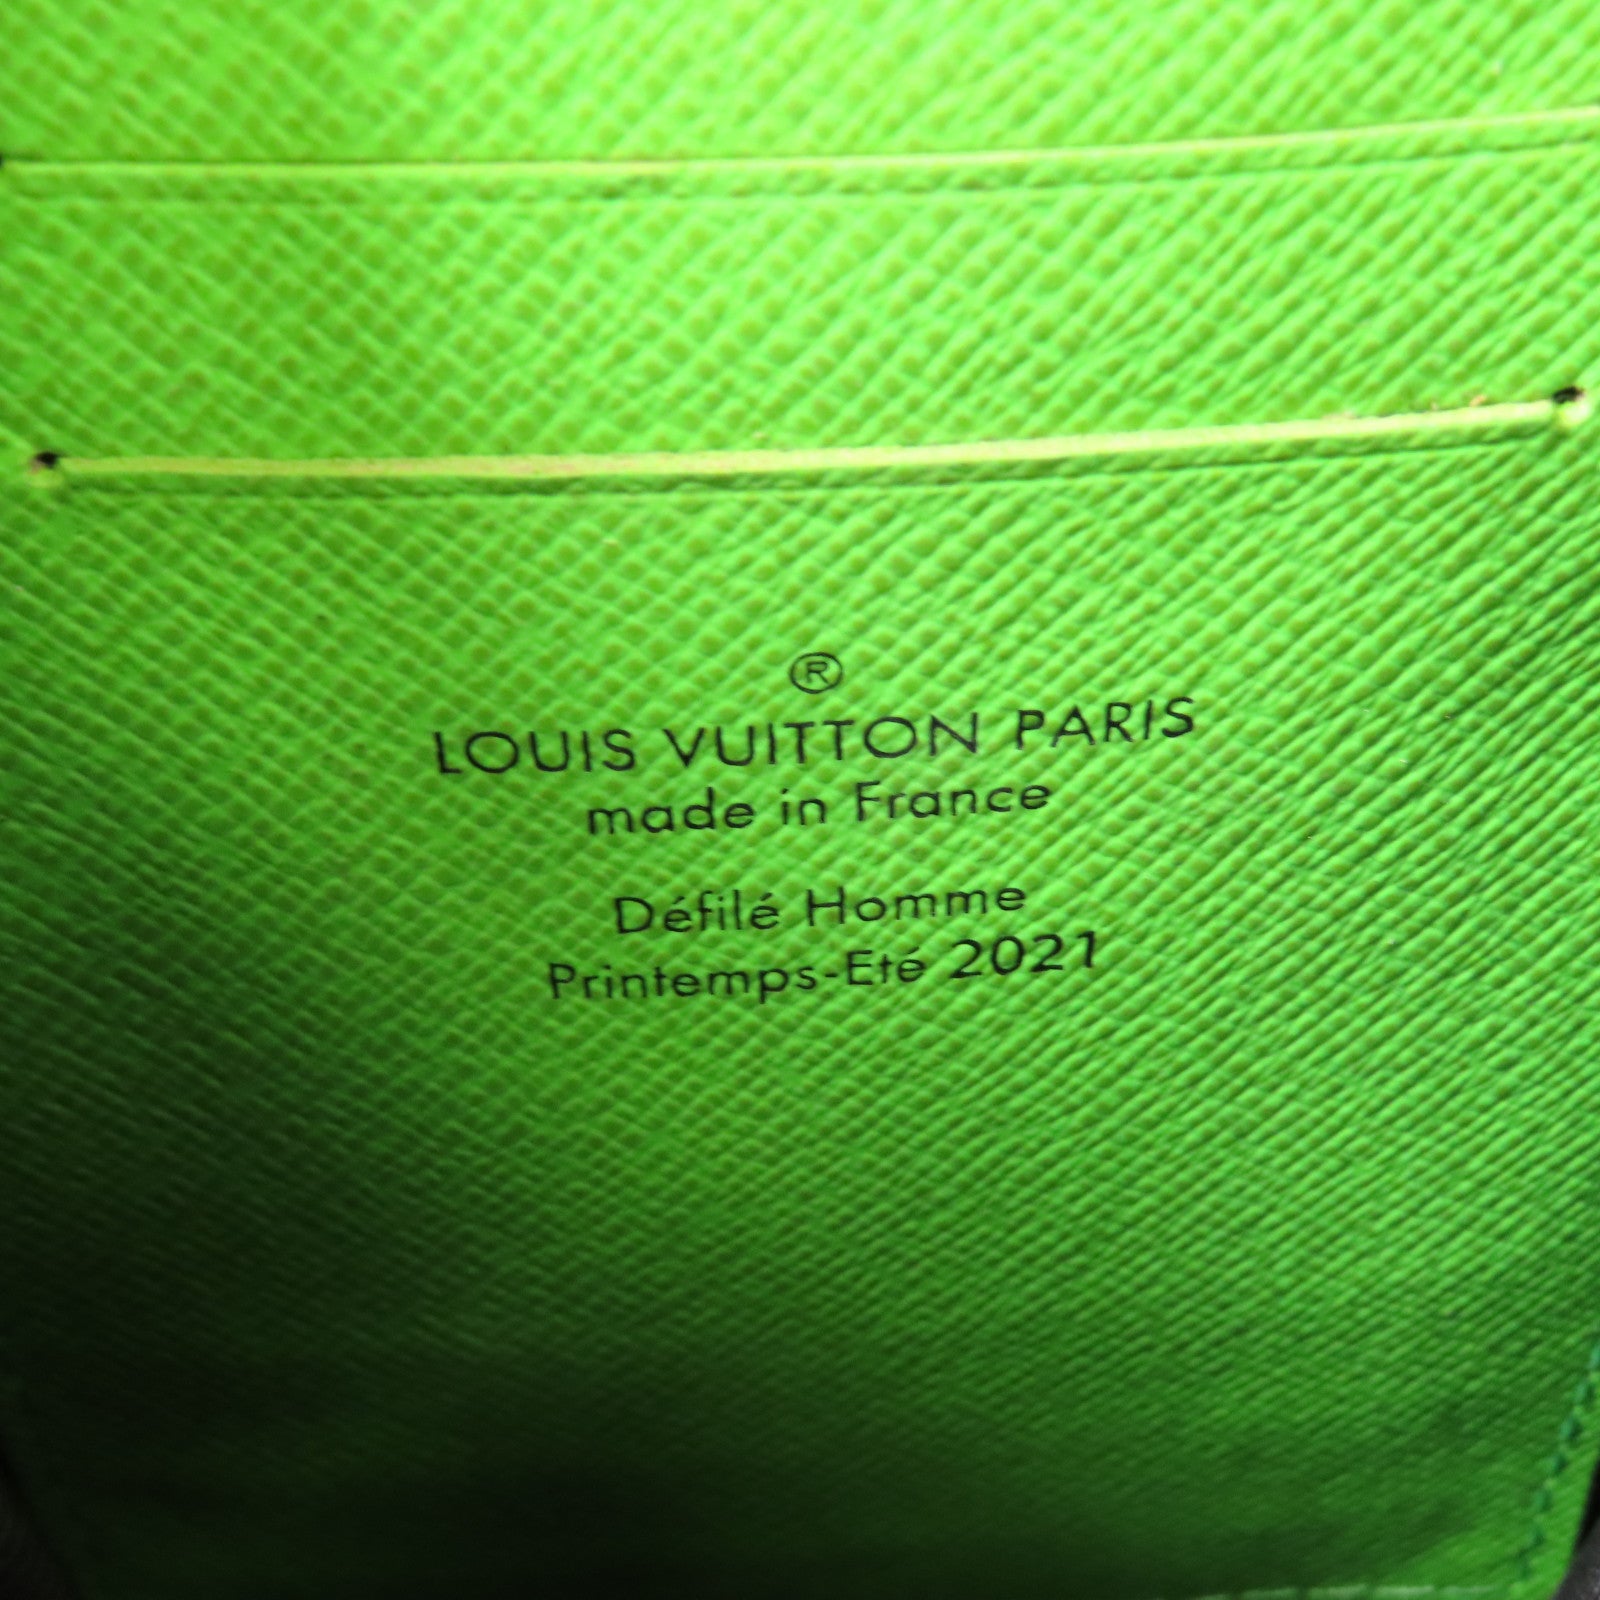 ®
LOUIS VUITTON PARIS
made in France
Défilé Homme
Printemps-Eté 2021